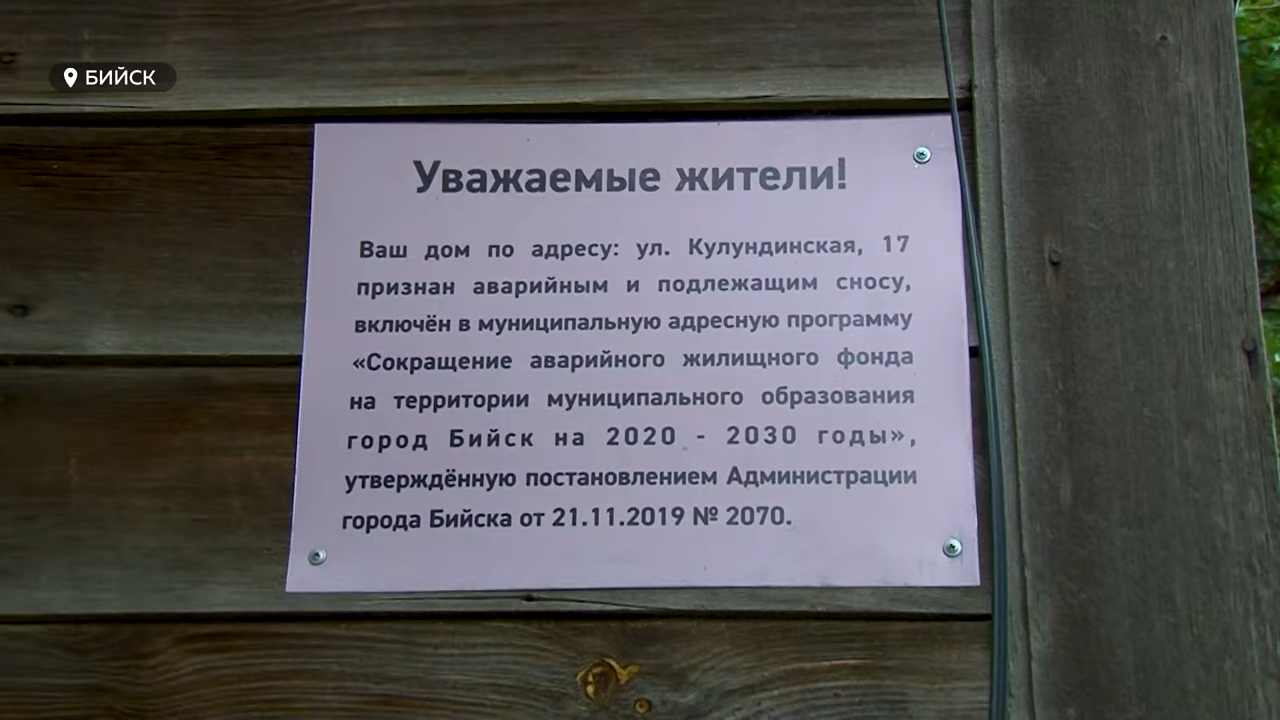 БИЙСК
Уважаемые жители!
Ваш дом по адресу: ул. Кулундинская, 17
признан аварийным и подлежащим сносу,
включён в муниципальную адресную программу
«Сокращение аварийного жилищного фонда
на территории муниципального образования
город Бийск на 2020 - 2030 годы»,
утверждённую постановлением Администрации
города Бийска от 21.11.2019 № 2070.